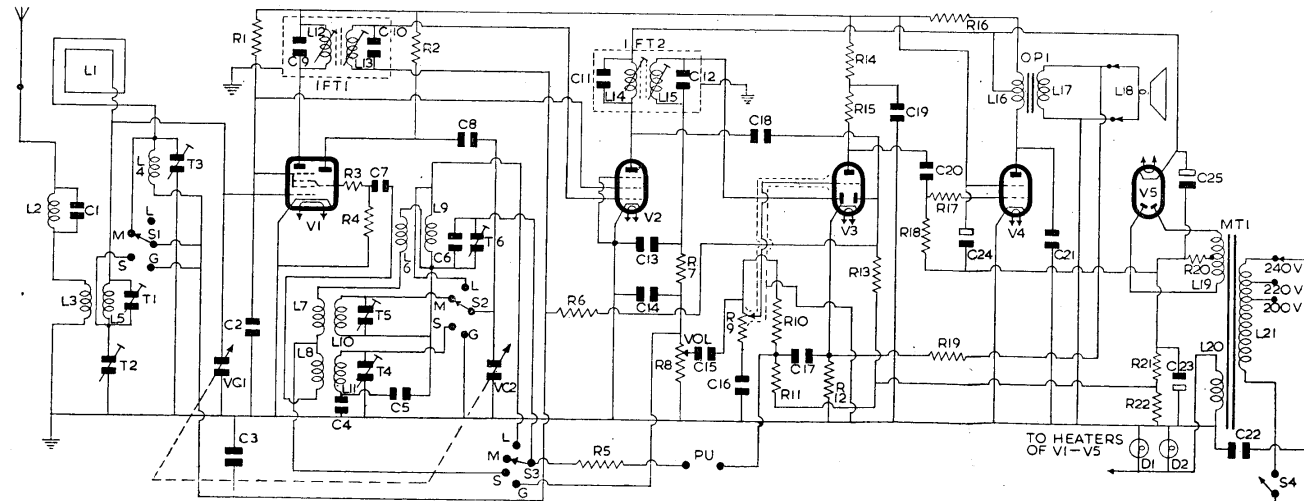 R1
L12
C9
C10
L13
IFT1
R2
IFT2
C11
L14
L15
C12
R14
R15
C19
R16
OP1
L16
L17
L18
L1
L4
T3
L2
C1
L
M
S1
S
G
L3
L5
T1
T2
VC1
C2
C3
V1
R3
C7
R4
C8
L9
L6
C6
T6
L7
L8
L10
T5
L11
T4
C4
C5
L
M
S2
S
G
VC2
L
M
S3
S
G
R5
PU
R6
V2
C13
C14
R7
R8
VOL
C15
C18
R9
R10
C16
C17
R11
R12
V3
R13
C20
R17
R18
C24
V4
C21
R19
V5
C25
MT1
R20
L19
240V
220V
200V
L21
L20
R21
C23
R22
TO HEATERS
OF V1-V5
D1
D2
C22
S4